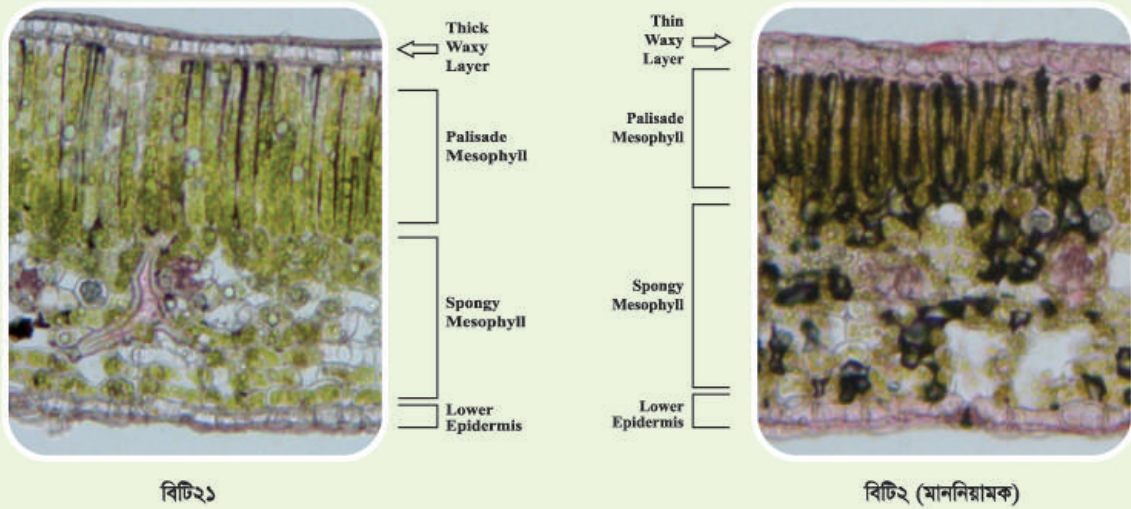 Thick
Waxy
Layer
Palisade
Mesophyll
Spongy
Mesophyll
Lower
Epidermis
বিটি২১
Thin
Waxy
Layer
Palisade
Mesophyll
Spongy
Mesophyll
Lower
Epidermis
বিটি২ (মাননিয়ামক)